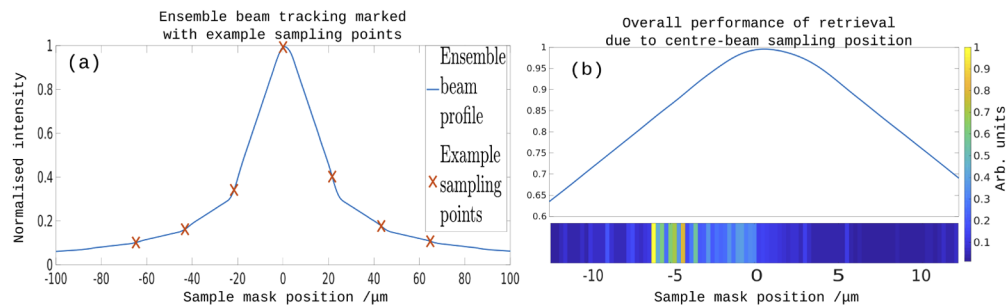 Ensemble beam tracking marked
with example sampling points
(a)
Normalised intensity
1
0.8
0.6
0.4
0.2
0
-100 -80 -60 -40 -20 0 20 40 60 80 100
Sample mask position /µm
Ensemble
beam
profile
Example
sampling
points
Overall performance of retrieval
due to centre-beam sampling position
(b)
1
0.95
0.9
0.85
0.8
0.75
0.7
0.65
0.6
-10 -5 0 5 10
Sample mask position /µm
1
0.9
0.8
0.7
0.6
0.5
0.4
0.3
0.2
0.1
Arb. units